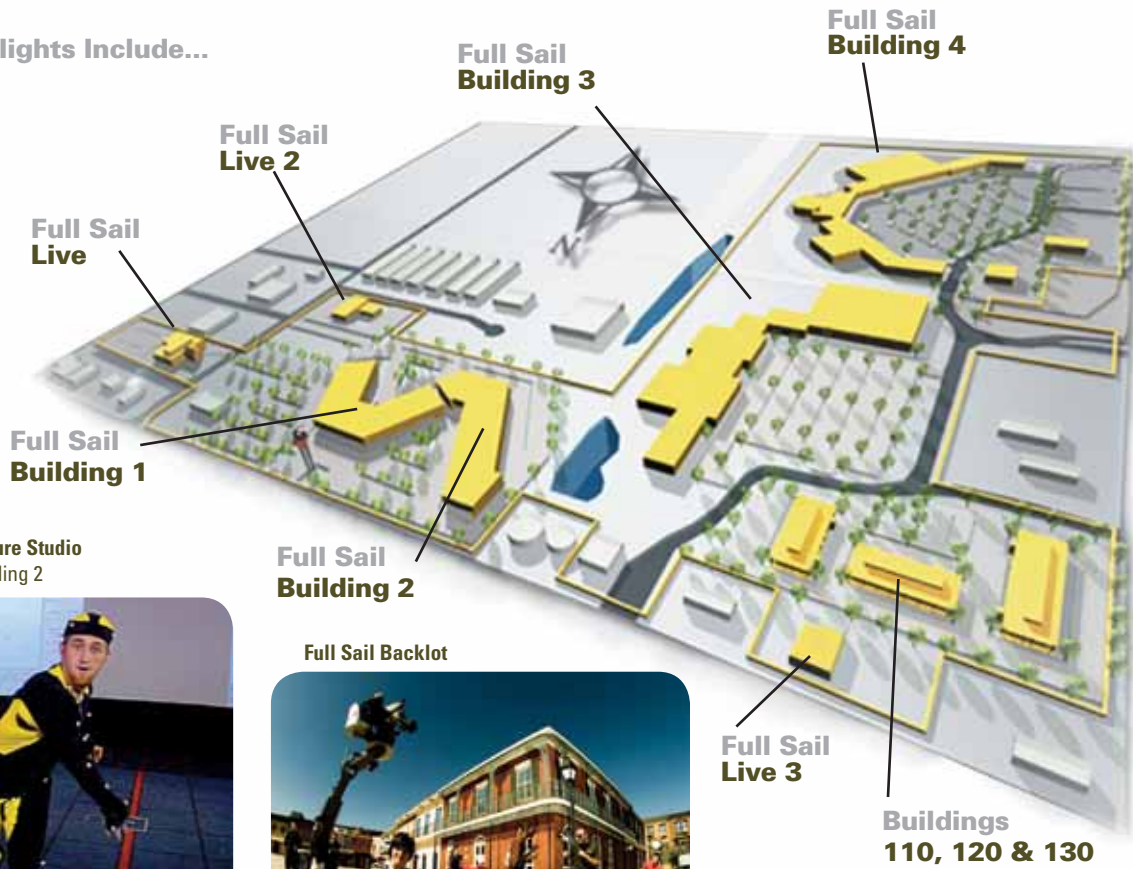 lights Include...
Full Sail
Building 4
Full Sail
Building 3
Full Sail
Live 2
Full Sail
Live
N
Full Sail
Building 1
Full Sail
Building 2
ure Studio
ding 2
Full Sail Backlot
Full Sail
Live 3
Buildings
110, 120 & 130